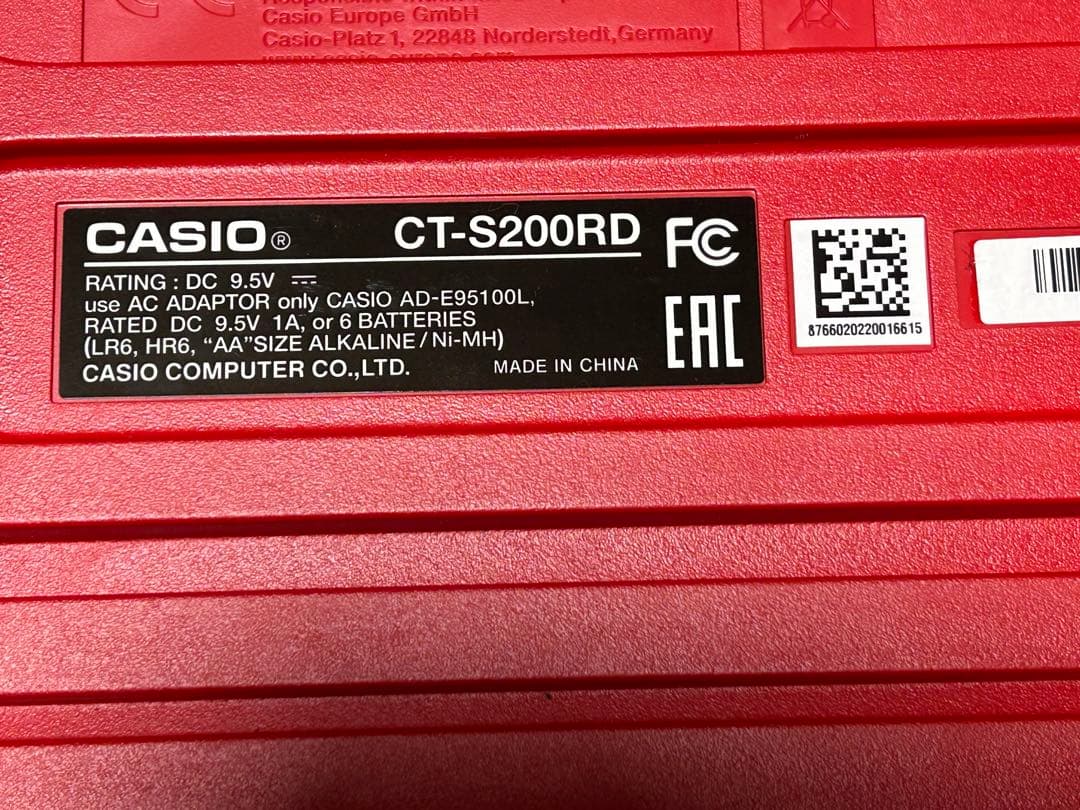 Casio Europe GmbH
Casio-Platz 1, 22848 Norderstedt, Germany
CASIO® CT-S200RD FC
RATING : DC 9.5V
use AC ADAPTOR only CASIO AD-E95100L,
RATED DC 9.5V 1A, or 6 BATTERIES
(LR6, HR6, “AA”SIZE ALKALINE / Ni-MH)
CASIO COMPUTER CO.,LTD. MADE IN CHINA
EAC
8766020220016615